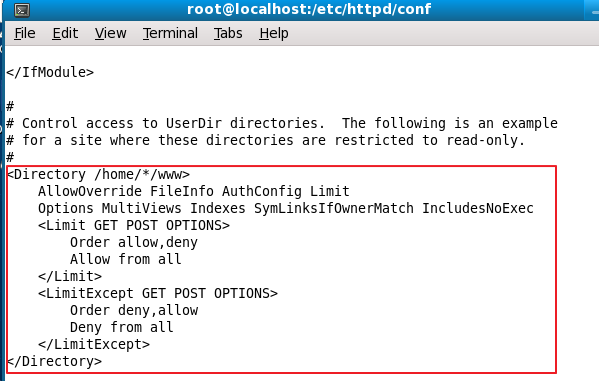 root@localhost:/etc/httpd/conf
File Edit View Terminal Tabs Help
</IfModule>
#
# Control access to UserDir directories.  The following is an example
# for a site where these directories are restricted to read-only.
#
<Directory /home/*/www>
    AllowOverride FileInfo AuthConfig Limit
    Options MultiViews Indexes SymLinksIfOwnerMatch IncludesNoExec
    <Limit GET POST OPTIONS>
        Order allow,deny
        Allow from all
    </Limit>
    <LimitExcept GET POST OPTIONS>
        Order deny,allow
        Deny from all
    </LimitExcept>
</Directory>